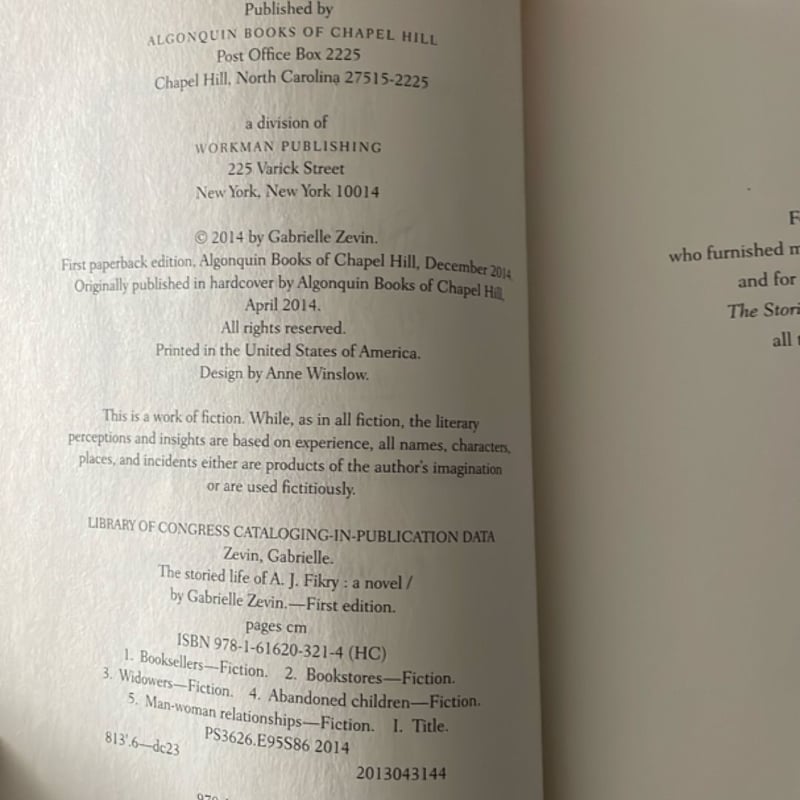 Published by
ALGONQUIN BOOKS OF CHAPEL HILL
Post Office Box 2225
Chapel Hill, North Carolina 27515-2225
a division of
WORKMAN PUBLISHING
225 Varick Street
New York, New York 10014
© 2014 by Gabrielle Zevin.
First paperback edition, Algonquin Books of Chapel Hill, December 2014.
Originally published in hardcover by Algonquin Books of Chapel Hill,
April 2014.
All rights reserved.
Printed in the United States of America.
Design by Anne Winslow.
This is a work of fiction. While, as in all fiction, the literary
perceptions and insights are based on experience, all names, characters,
places, and incidents either are products of the author's imagination
or are used fictitiously.
LIBRARY OF CONGRESS CATALOGING-IN-PUBLICATION DATA
Zevin, Gabrielle.
The storied life of A. J. Fikry : a novel /
by Gabrielle Zevin.—First edition.
pages cm
ISBN 978-1-61620-321-4 (HC)
1. Booksellers—Fiction. 2. Bookstores—Fiction.
3. Widowers—Fiction. 4. Abandoned children—Fiction.
5. Man-woman relationships—Fiction. I. Title.
PS3626.E95S86 2014
813'.6—dc23
2013043144
who furnished
and for
The
all